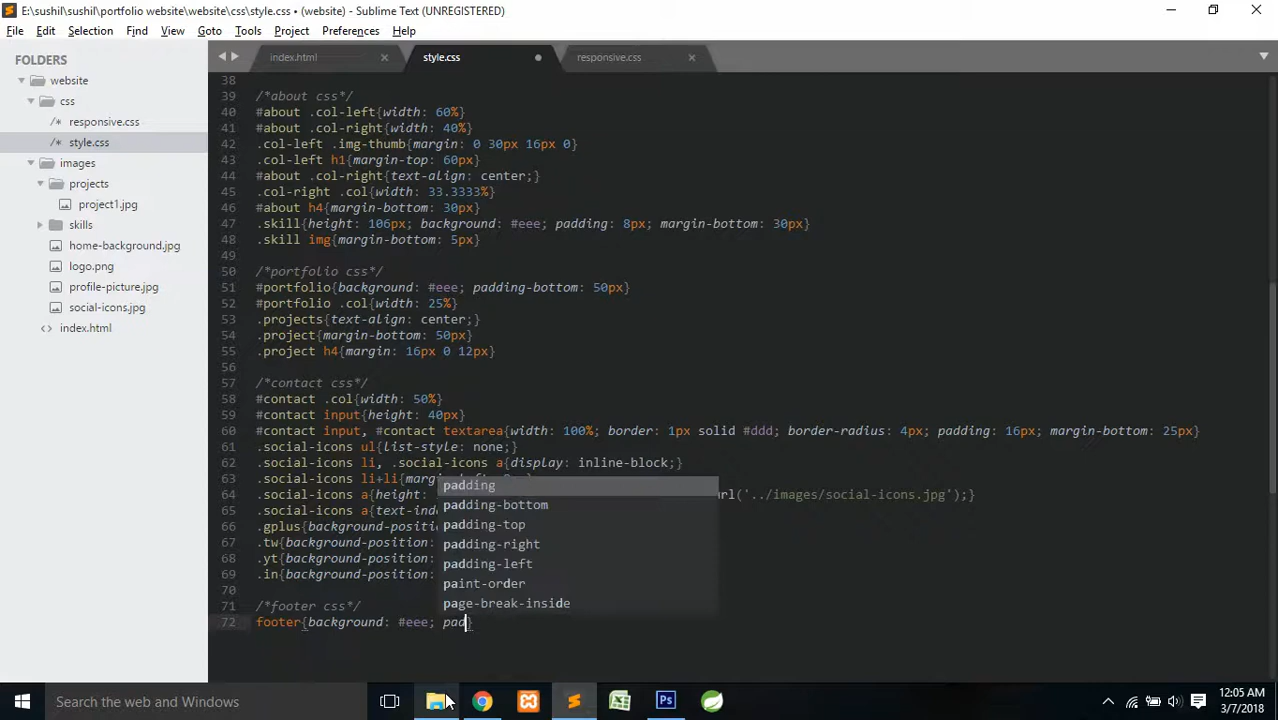 E:\sushil\sushil\portfolio website\website\css\style.css • (website) - Sublime Text (UNREGISTERED)
File Edit Selection Find View Goto Tools Project Preferences Help
FOLDERS
website
css
/* responsive.css
/* style.css
images
projects
project1.jpg
skills
home-background.jpg
logo.png
profile-picture.jpg
social-icons.jpg
<> index.html
index.html
style.css
responsive.css
38
39 /*about css*/
40 #about .col-left{width: 60%}
41 #about .col-right{width: 40%}
42 .col-left .img-thumb{margin: 0 30px 16px 0}
43 .col-left h1{margin-top: 60px}
44 #about .col-right{text-align: center;}
45 .col-right .col{width: 33.3333%}
46 #about h4{margin-bottom: 30px}
47 .skill{height: 106px; background: #eee; padding: 8px; margin-bottom: 30px}
48 .skill img{margin-bottom: 5px}
49
50 /*portfolio css*/
51 #portfolio{background: #eee; padding-bottom: 50px}
52 #portfolio .col{width: 25%}
53 .projects{text-align: center;}
54 .project{margin-bottom: 50px}
55 .project h4{margin: 16px 0 12px}
56
57 /*contact css*/
58 #contact .col{width: 50%}
59 #contact input{height: 40px}
60 #contact input, #contact textarea{width: 100%; border: 1px solid #ddd; border-radius: 4px; padding: 16px; margin-bottom: 25px}
61 .social-icons ul{list-style: none;}
62 .social-icons li, .social-icons a{display: inline-block;}
63 .social-icons li+li{
64 .social-icons a{height: url('../images/social-icons.jpg');}
65 .social-icons a{text-ind
66 .gplus{background-position:
67 .tw{background-position:
68 .yt{background-position:
69 .in{background-position:
70
71 /*footer css*/
72 footer{background: #eee; pad}
padding
padding-bottom
padding-top
padding-right
padding-left
paint-order
page-break-inside
Search the web and Windows
12:05 AM
3/7/2018